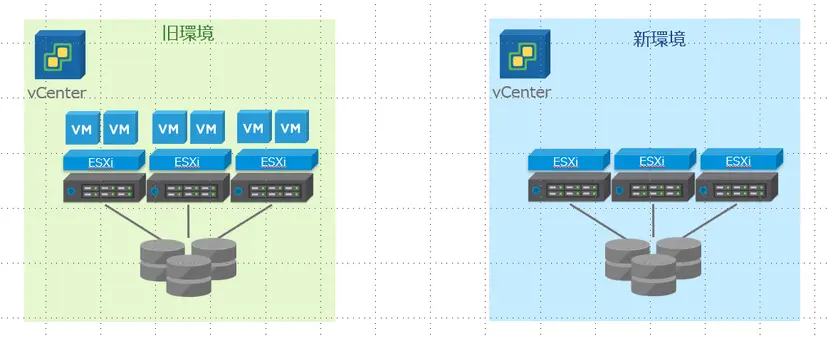 旧環境
vCenter
VM VM VM VM VM VM
ESXi ESXi ESXi
新環境
vCenter
ESXi ESXi ESXi